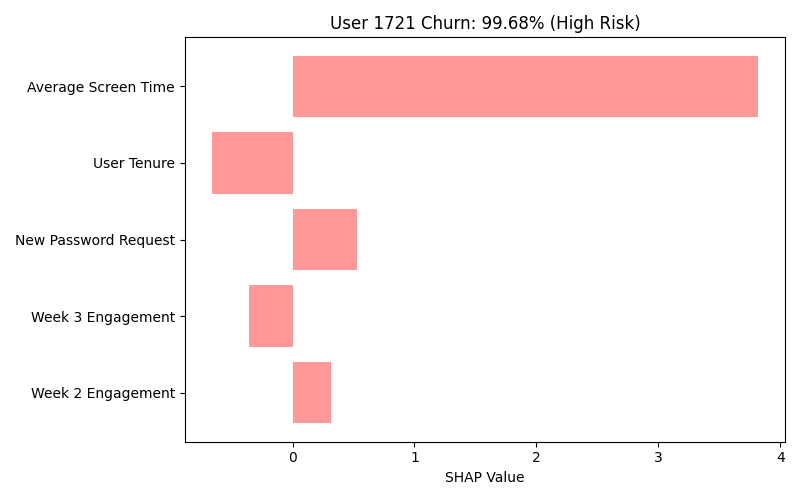 User 1721 Churn: 99.68% (High Risk)
Average Screen Time
User Tenure
New Password Request
Week 3 Engagement
Week 2 Engagement
0 1 2 3 4
SHAP Value